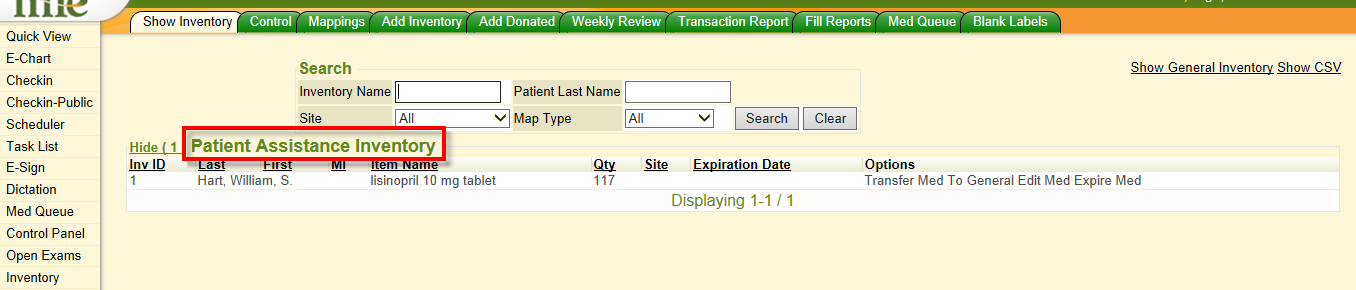 mie
Show Inventory Control Mappings Add Inventory Add Donated Weekly Review Transaction Report Fill Reports Med Queue Blank Labels
Quick View
E-Chart
Checkin
Checkin-Public
Scheduler
Task List
E-Sign
Dictation
Med Queue
Control Panel
Open Exams
Inventory
Search
Show General Inventory Show CSV
Inventory Name Patient Last Name
Site All Map Type All Search Clear
Hide ( 1 Patient Assistance Inventory
Inv ID Last First MI Item Name Qty Site Expiration Date Options
1 Hart, William, S. lisinopril 10 mg tablet 117 Transfer Med To General Edit Med Expire Med
Displaying 1-1 / 1